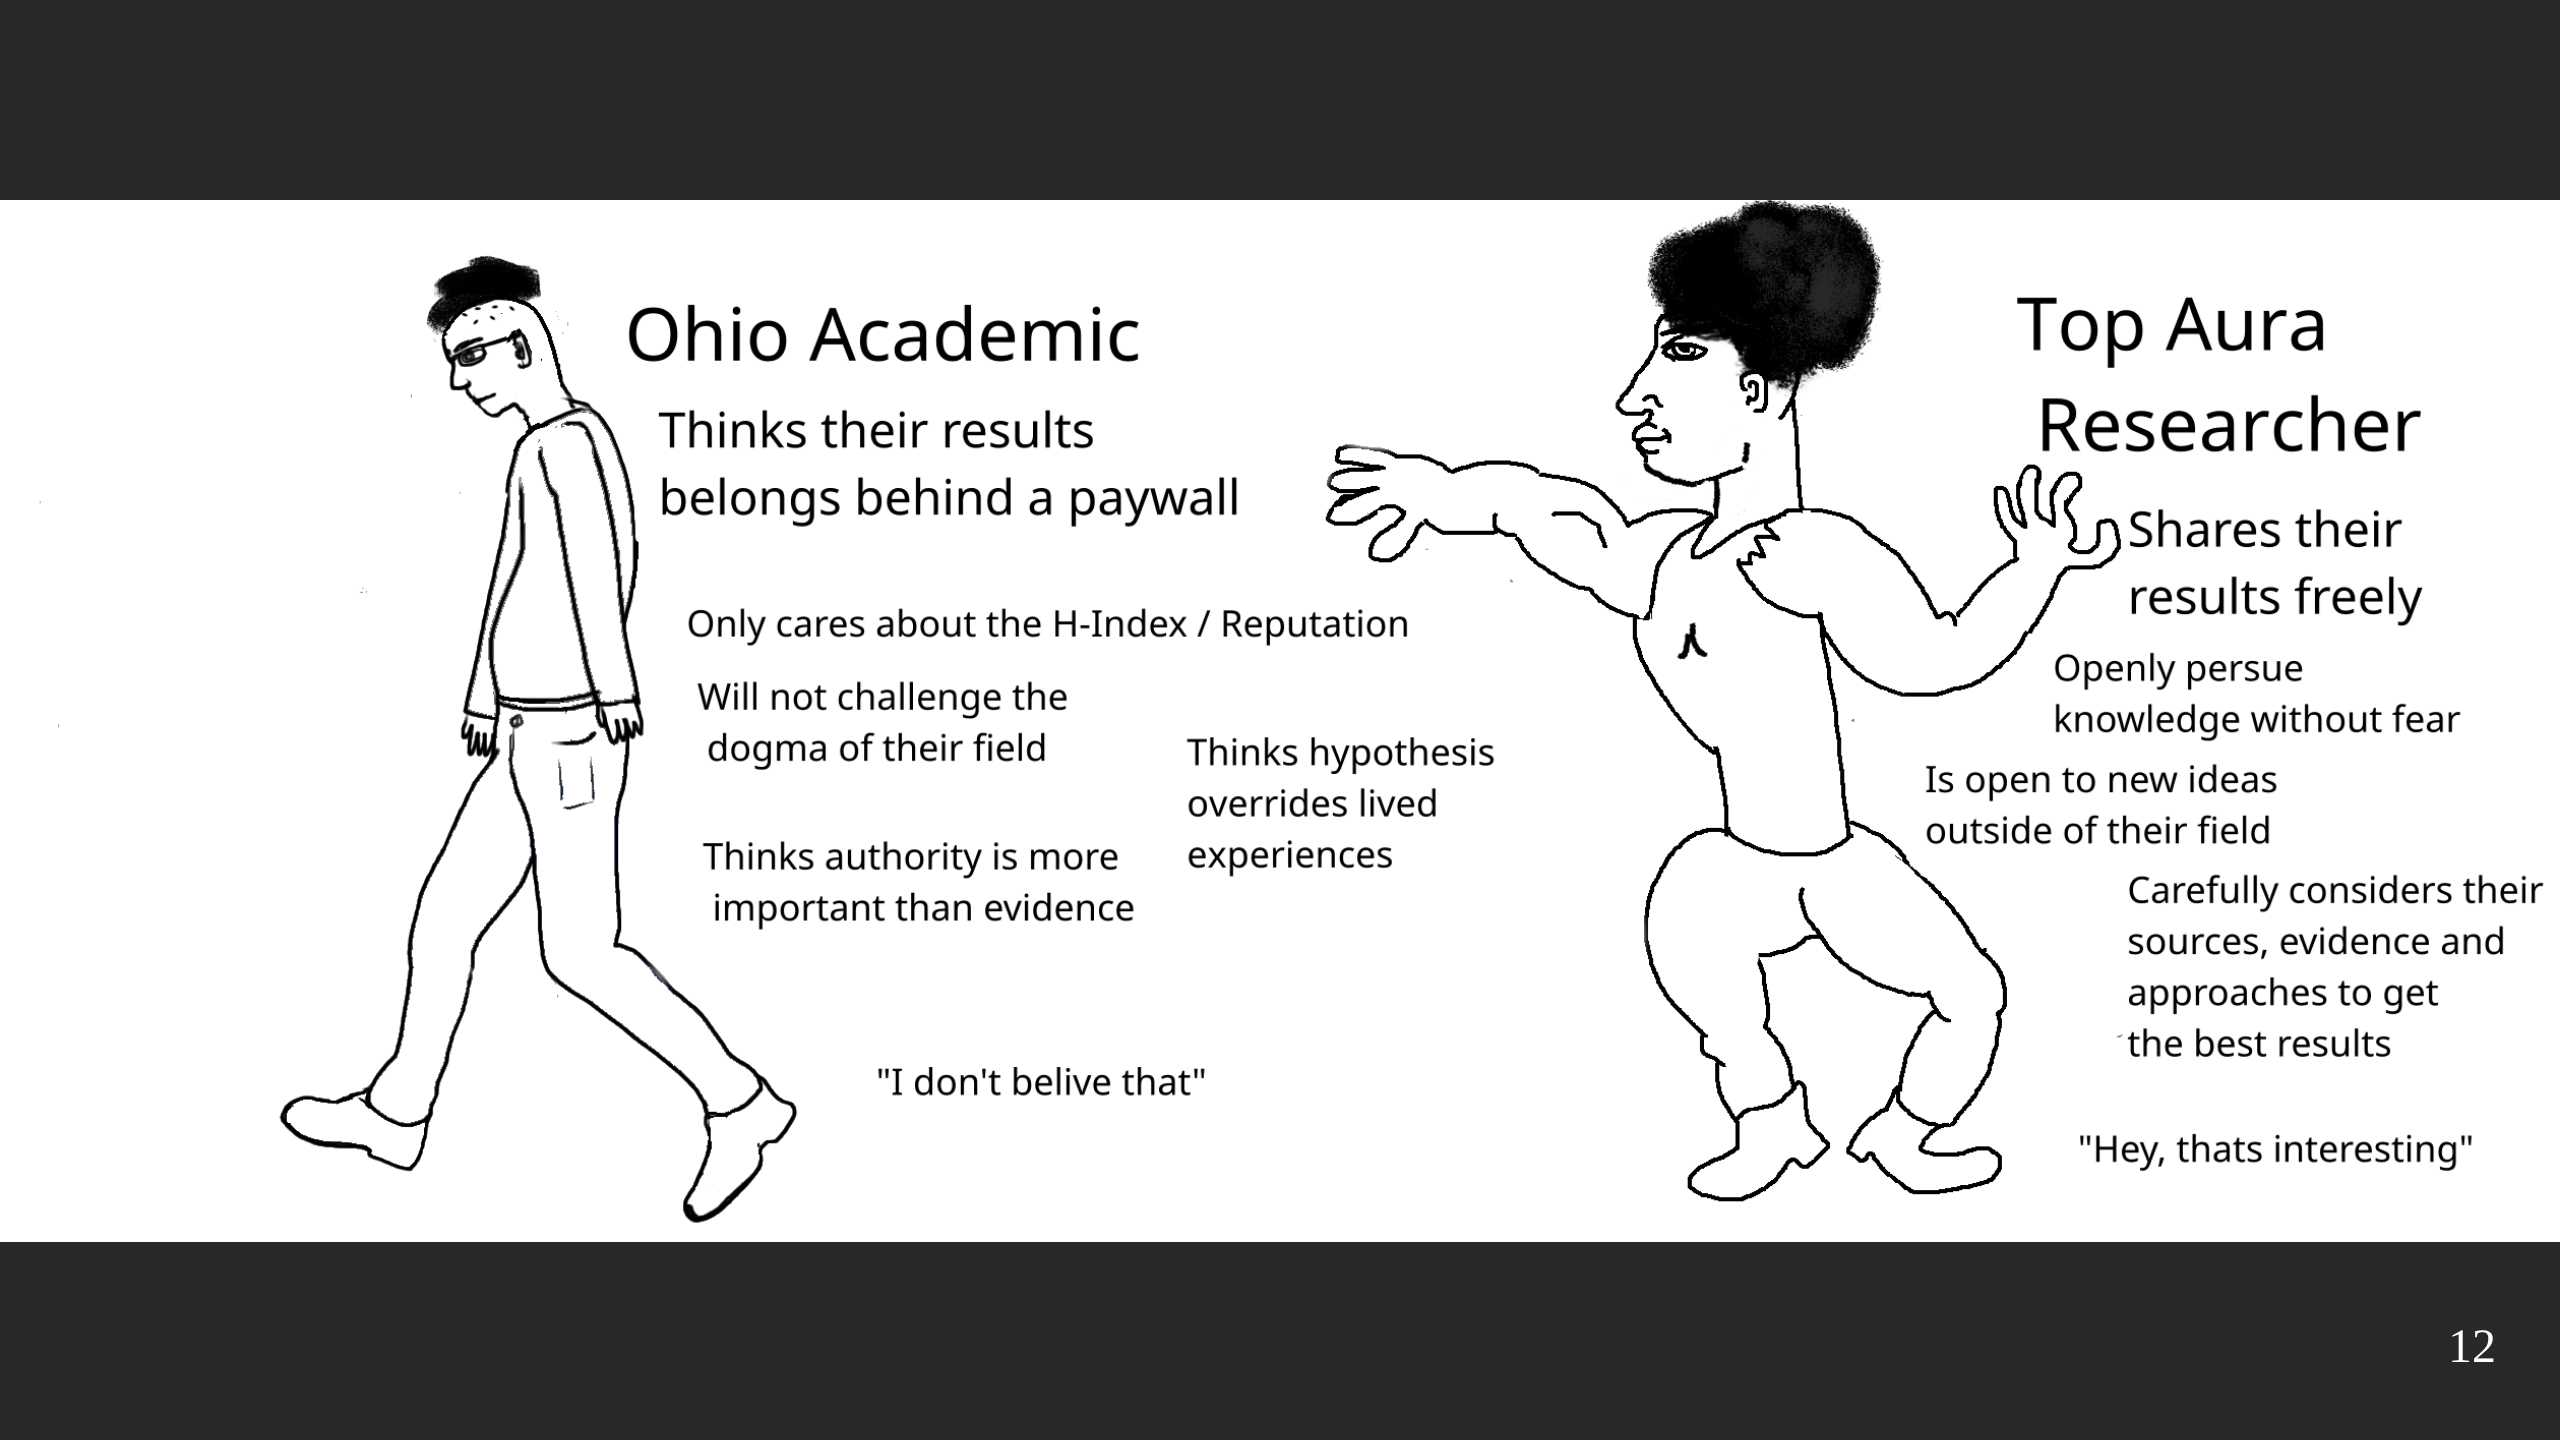 Ohio Academic
Thinks their results
belongs behind a paywall
Only cares about the H-Index / Reputation
Will not challenge the
dogma of their field
Thinks hypothesis
overrides lived
experiences
Thinks authority is more
important than evidence
"I don't belive that"
Top Aura
Researcher
Shares their
results freely
Openly persue
knowledge without fear
Is open to new ideas
outside of their field
Carefully considers their
sources, evidence and
approaches to get
the best results
"Hey, thats interesting"
12